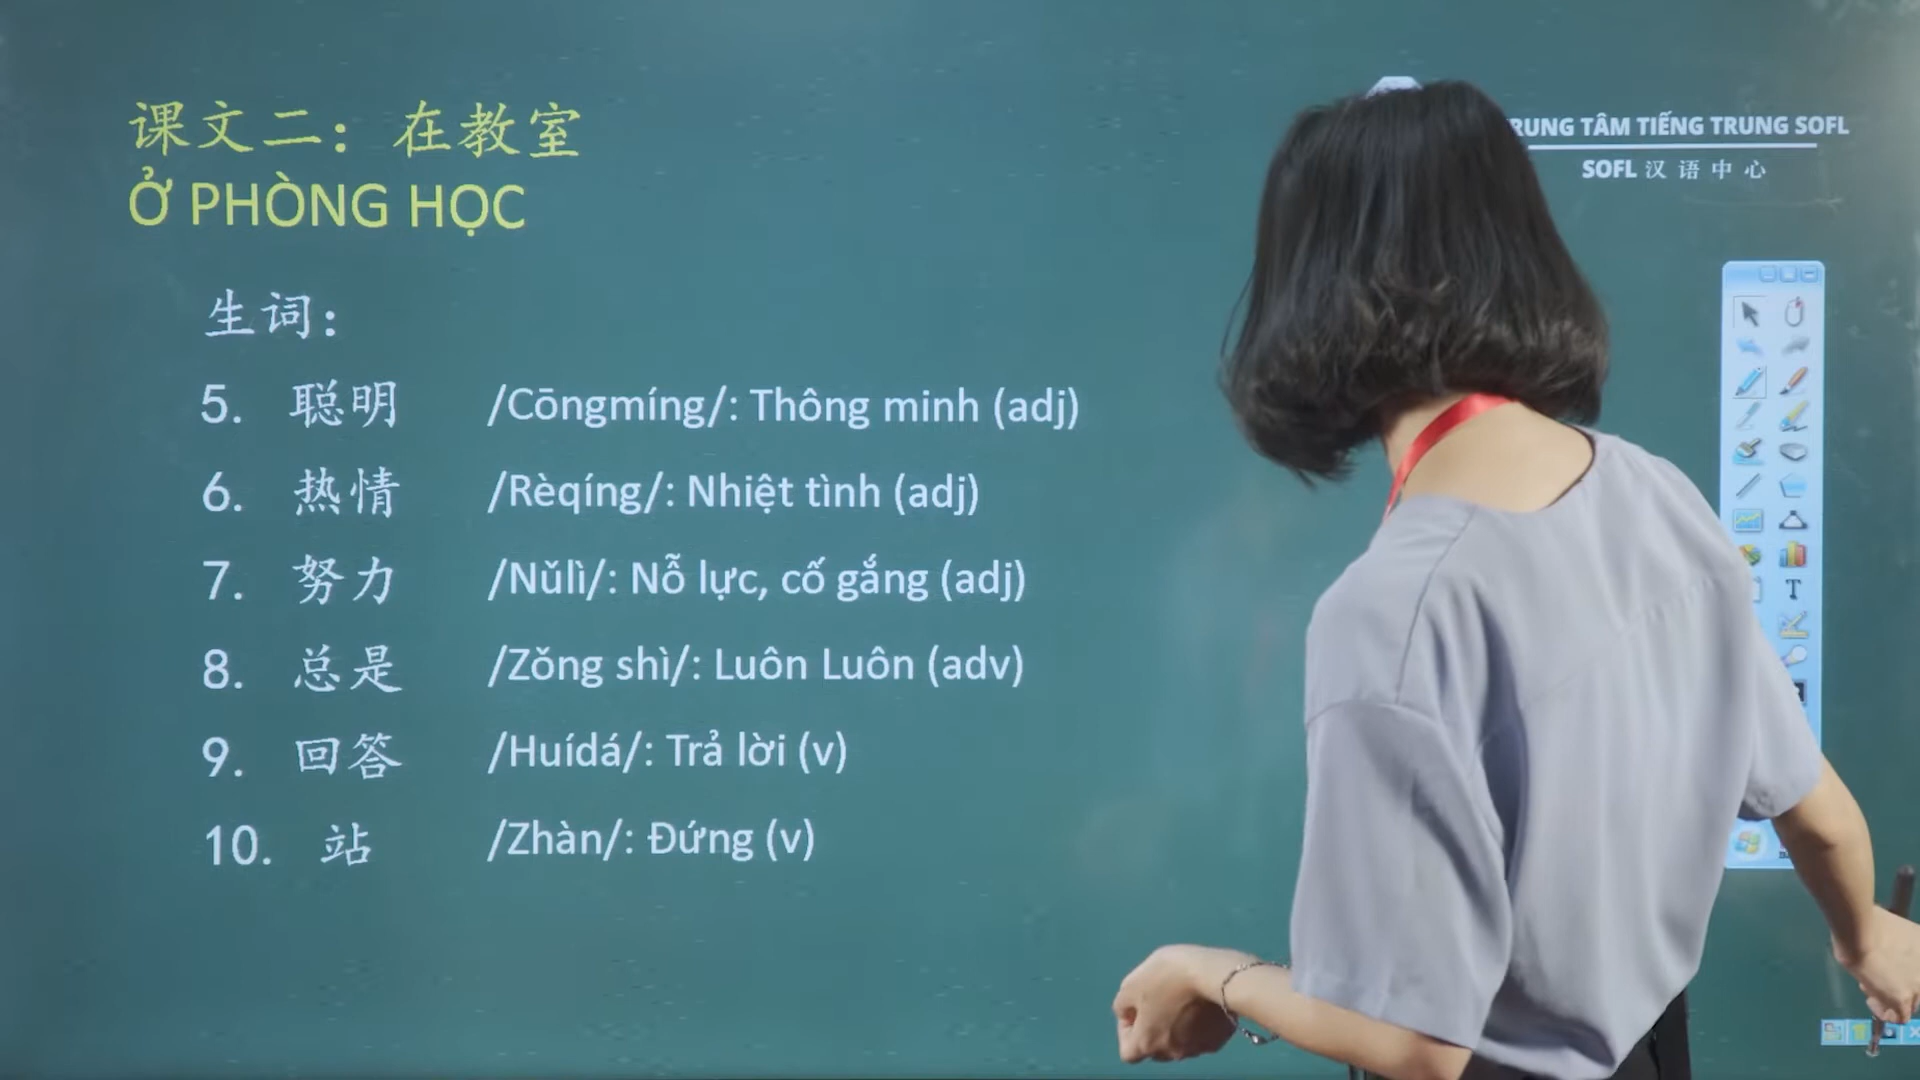 课文二：在教室
Ở PHÒNG HỌC
RUNG TÂM TIẾNG TRUNG SOFL
SOFL 汉语中心
生词：
5. 聪明 /Cōngmíng/: Thông minh (adj)
6. 热情 /Rèqíng/: Nhiệt tình (adj)
7. 努力 /Nǔlì/: Nỗ lực, cố gắng (adj)
8. 总是 /Zǒng shì/: Luôn Luôn (adv)
9. 回答 /Huídá/: Trả lời (v)
10. 站 /Zhàn/: Đứng (v)
T